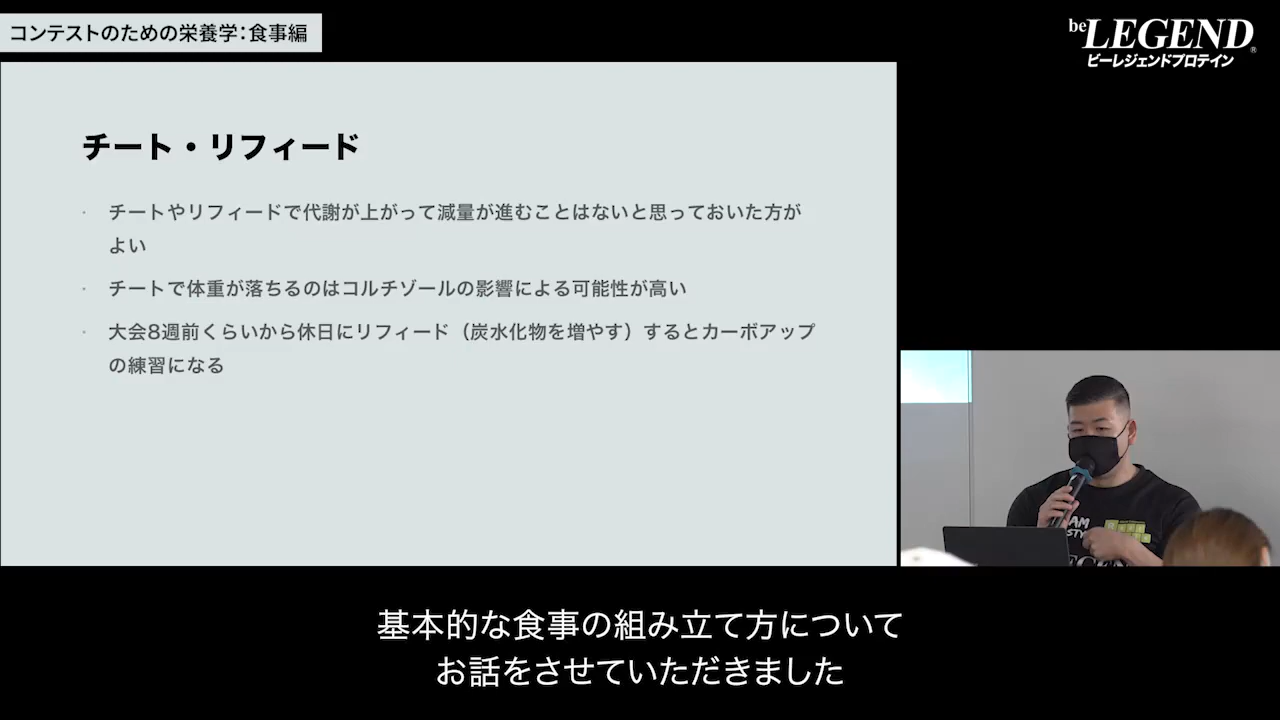 コンテストのための栄養学：食事編
be LEGEND®
ビーレジェンドプロテイン
チート・リフィード
・ チートやリフィードで代謝が上がって減量が進むことはないと思っておいた方が
よい
・ チートで体重が落ちるのはコルチゾールの影響による可能性が高い
・ 大会8週前くらいから休日にリフィード（炭水化物を増やす）するとカーボアップ
の練習になる
基本的な食事の組み立て方について
お話をさせていただきました